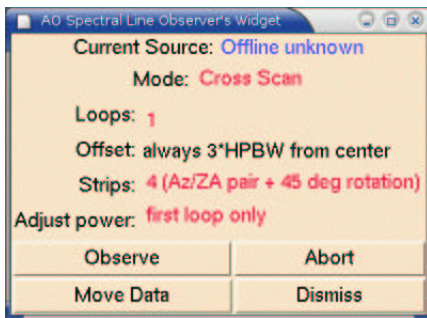 AO Spectral Line Observer's Widget
Current Source: Offline unknown
Mode: Cross Scan
Loops: 1
Offset: always 3*HPBW from center
Strips: 4 (Az/ZA pair + 45 deg rotation)
Adjust power: first loop only
Observe Abort
Move Data Dismiss